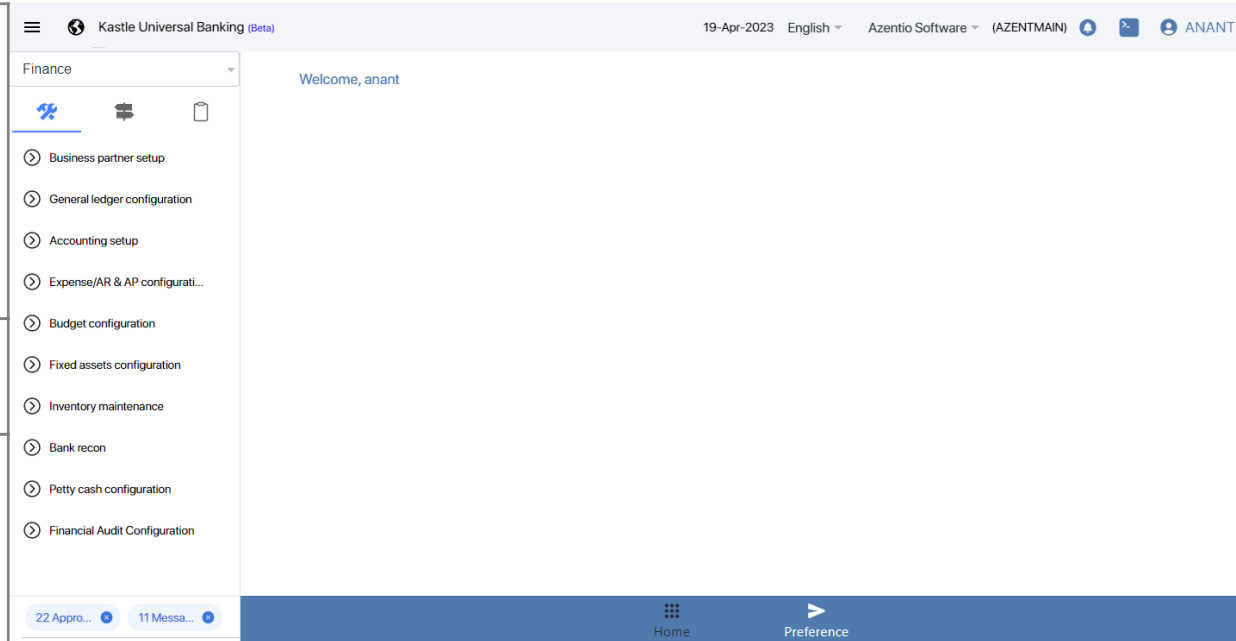 Kastle Universal Banking (Beta)
19-Apr-2023 English Azentio Software (AZENTMAIN) ANANT
Finance
Welcome, anant
Business partner setup
General ledger configuration
Accounting setup
Expense/AR & AP configurati...
Budget configuration
Fixed assets configuration
Inventory maintenance
Bank recon
Petty cash configuration
Financial Audit Configuration
22 Appro... 11 Messa...
Home Preference